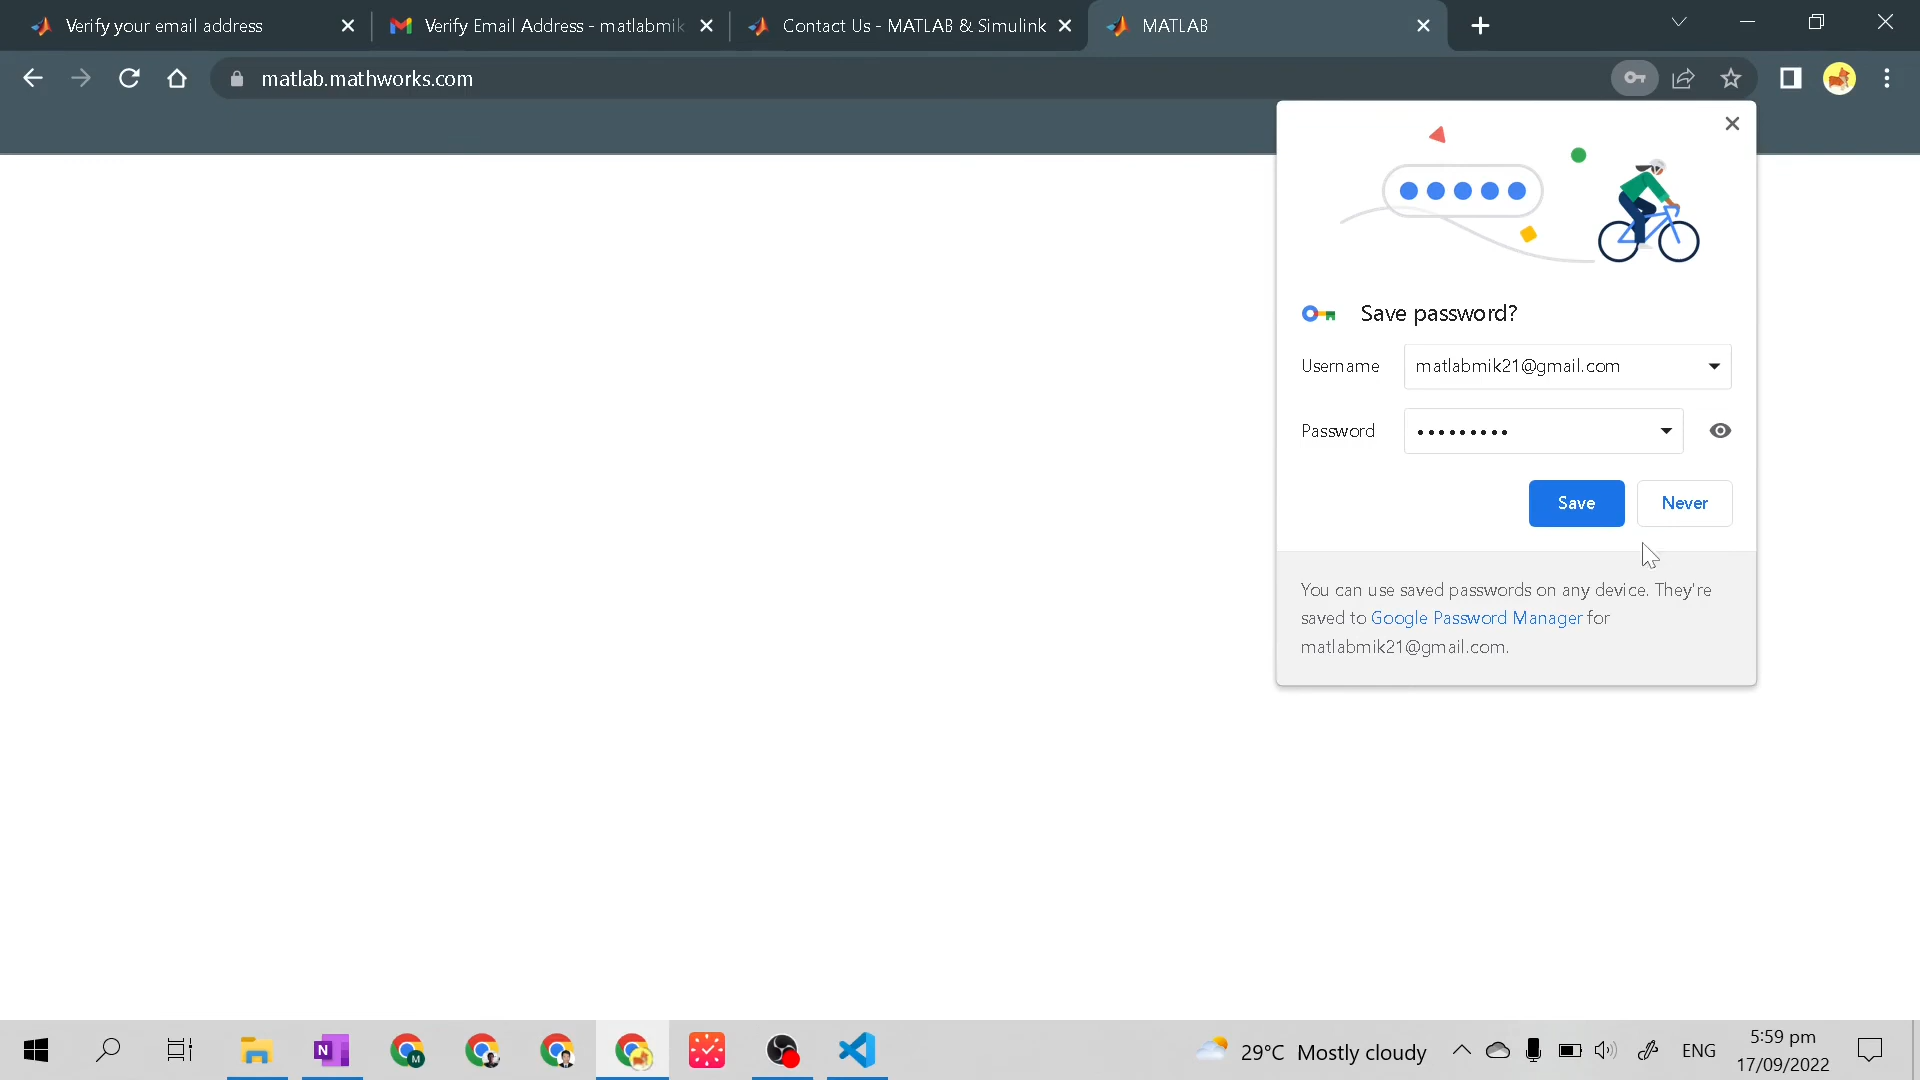 Verify your email address
Verify Email Address - matlabmik
Contact Us - MATLAB & Simulink
MATLAB
matlab.mathworks.com
Save password?
Username
matlabmik21@gmail.com
Password
Save
Never
You can use saved passwords on any device. They're
saved to Google Password Manager for
matlabmik21@gmail.com.
N
M
29°C Mostly cloudy
ENG
5:59 pm
17/09/2022